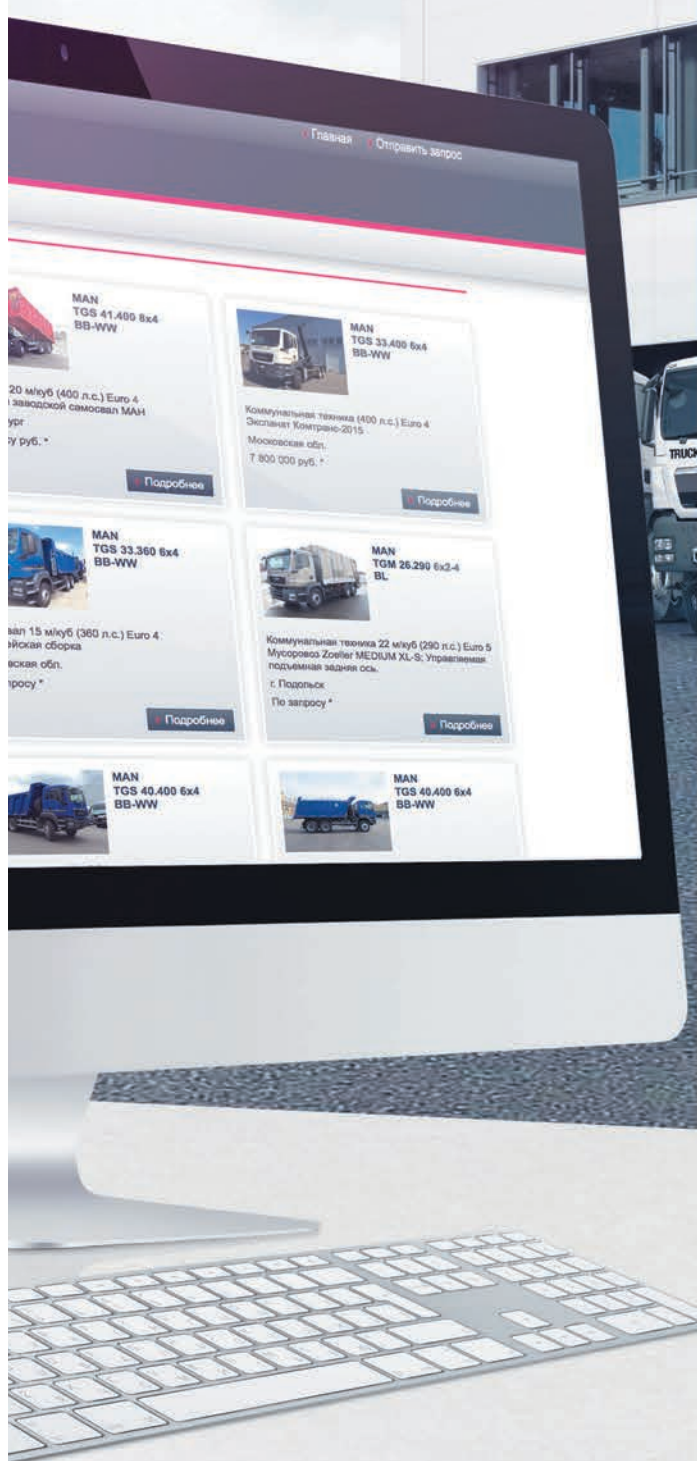 Главная
Отправить запрос
MAN
TGS 41.400 8x4
BB-WW
20 м/куб (400 л.с.) Euro 4
заводской самосвал МАН
ург
су руб. *
Подробнее
MAN
TGS 33.400 6x4
BB-WW
Коммунальная техника (400 л.с.) Euro 4
Экспанат Комтранс-2015
Московская обл.
7 800 000 руб. *
Подробнее
MAN
TGS 33.360 6x4
BB-WW
вал 15 м/куб (360 л.с.) Euro 4
ейская сборка
вская обл.
просу *
Подробнее
MAN
TGM 26.290 6x2-4
BL
Коммунальная техника 22 м/куб (290 л.с.) Euro 5
Мусоровоз Zoeller MEDIUM XL-S; Управляемая
подъемная задняя ось.
г. Подольск
По запросу *
Подробнее
MAN
TGS 40.400 6x4
BB-WW
MAN
TGS 40.400 6x4
BB-WW
TRUCK